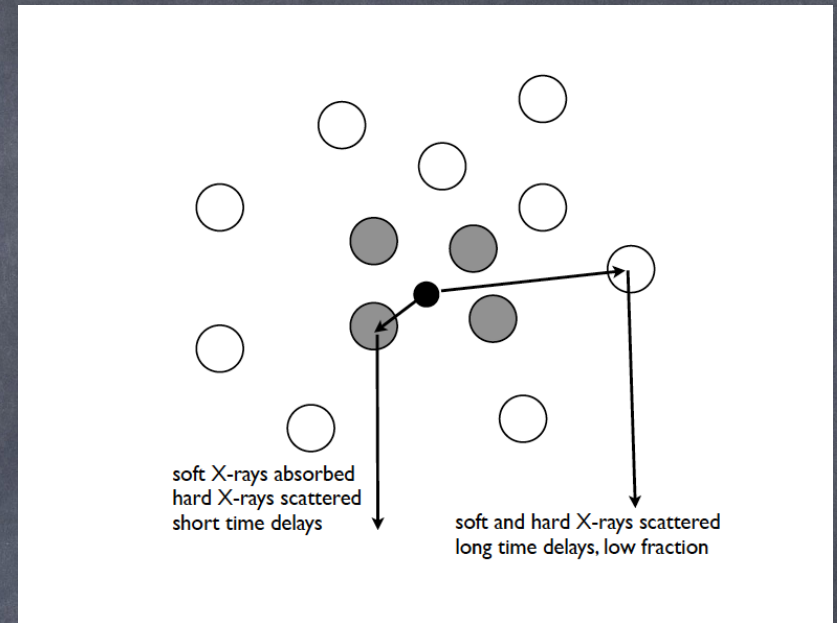 soft X-rays absorbed
hard X-rays scattered
short time delays
soft and hard X-rays scattered
long time delays, low fraction